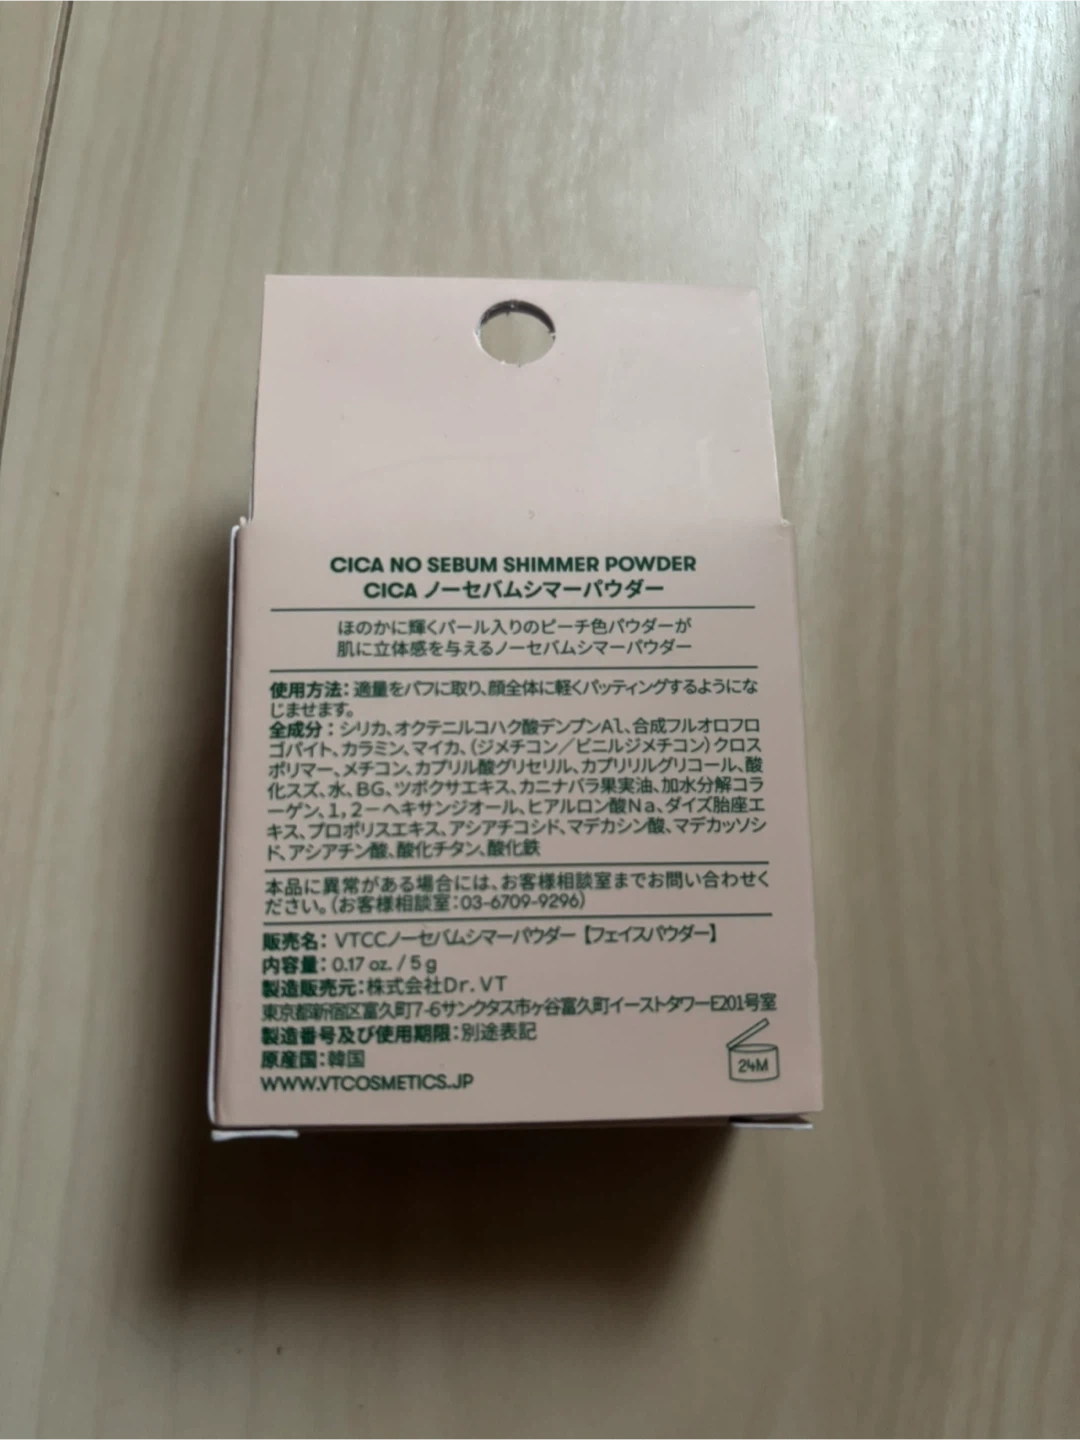 CICA NO SEBUM SHIMMER POWDER
CICA ノーセバムシマーパウダー
ほのかに輝くパール入りのピーチ色パウダーが
肌に立体感を与えるノーセバムシマーパウダー
使用方法：適量をパフに取り、顔全体に軽くパッティングするようにな
じませます。
全成分：シリカ、オクテニルコハク酸デンプンAl、合成フルオロフロ
ゴパイト、カラミン、マイカ、（ジメチコン／ビニルジメチコン）クロス
ポリマー、メチコン、カプリル酸グリセリル、カプリリルグリコール、酸
化スズ、水、BG、ツボクサエキス、カニナバラ果実油、加水分解コラ
ーゲン、1，2－ヘキサンジオール、ヒアルロン酸Na、ダイズ胎座エ
キス、プロポリスエキス、アシアチコシド、マデカシン酸、マデカッソシ
ド、アシアチン酸、酸化チタン、酸化鉄
本品に異常がある場合には、お客様相談室までお問い合わせく
ださい。（お客様相談室：03-6709-9296）
販売名：VTCCノーセバムシマーパウダー【フェイスパウダー】
内容量：0.17 oz. / 5 g
製造販売元：株式会社Dr. VT
東京都新宿区富久町7-6サンクタス市ヶ谷富久町イーストタワーE201号室
製造番号及び使用期限：別途表記
原産国：韓国
WWW.VTCOSMETICS.JP
24M